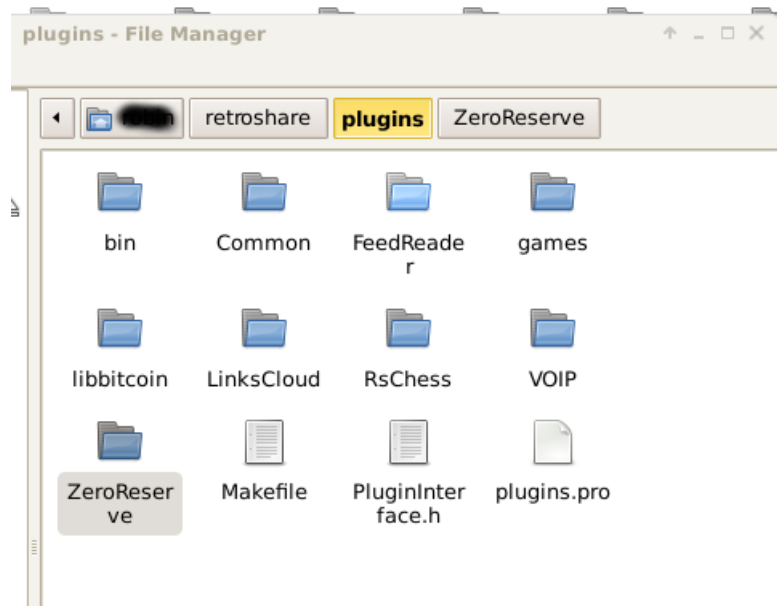 plugins - File Manager
retroshare plugins ZeroReserve
bin Common FeedReade
r games
libbitcoin LinksCloud RsChess VOIP
ZeroReser
ve Makefile PluginInter
face.h plugins.pro